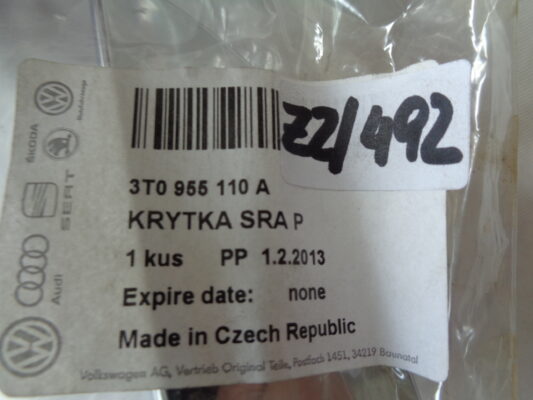 Z2/492
3T0 955 110 A
KRYTKA SRA P
1 kus PP 1.2.2013
Expire date: none
Made in Czech Republic
Volkswagen AG, Vertrieb Original Teile, Postfach 1451, 34219 Baunatal
ŠKODA
SEAT
Audi